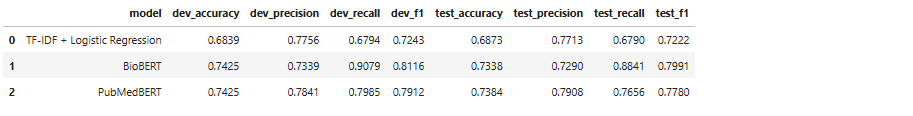 model dev_accuracy dev_precision dev_recall dev_f1 test_accuracy test_precision test_recall test_f1
0 TF-IDF + Logistic Regression 0.6839 0.7756 0.6794 0.7243 0.6873 0.7713 0.6790 0.7222
1 BioBERT 0.7425 0.7339 0.9079 0.8116 0.7338 0.7290 0.8841 0.7991
2 PubMedBERT 0.7425 0.7841 0.7985 0.7912 0.7384 0.7908 0.7656 0.7780